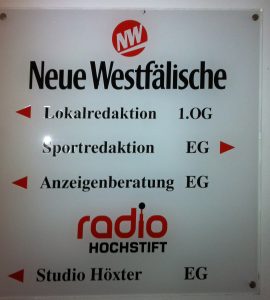 NW
Neue Westfälische
Lokalredaktion 1.OG
Sportredaktion EG
Anzeigenberatung EG
radio
HOCHSTIFT
Studio Höxter EG